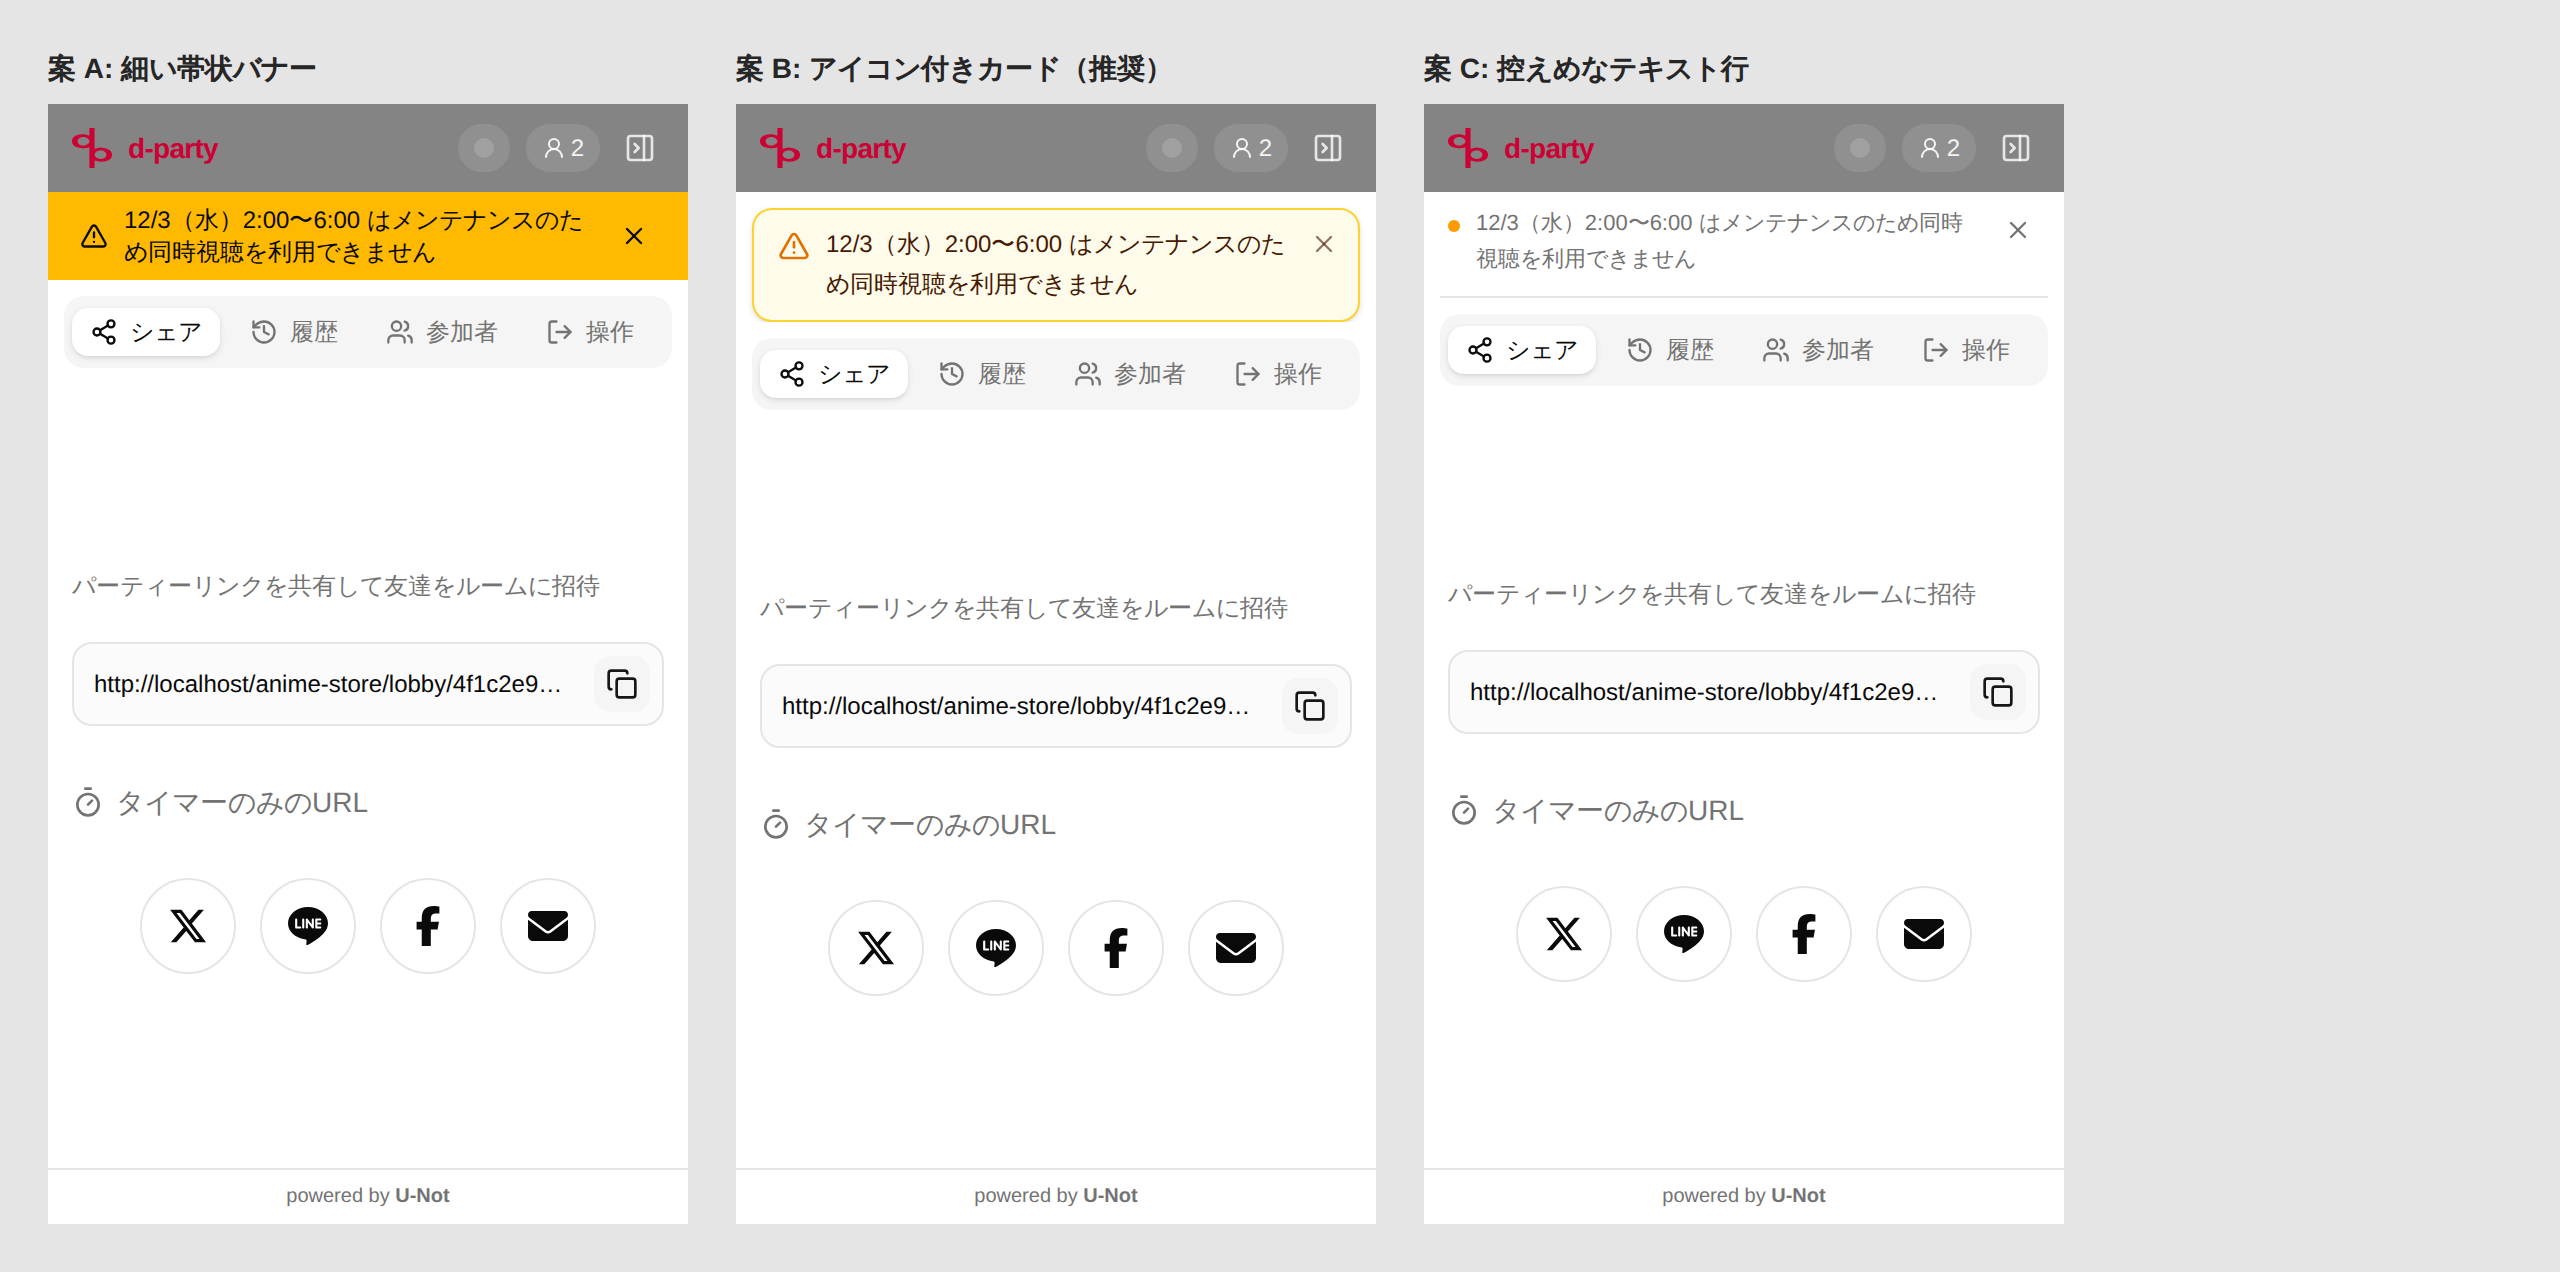 案 A: 細い帯状バナー
d-party
2
12/3（水）2:00〜6:00 はメンテナンスのた
め同時視聴を利用できません
シェア
履歴
参加者
操作
パーティーリンクを共有して友達をルームに招待
http://localhost/anime-store/lobby/4f1c2e9…
タイマーのみのURL
LINE
powered by U-Not
案 B: アイコン付きカード（推奨）
d-party
2
12/3（水）2:00〜6:00 はメンテナンスのた
め同時視聴を利用できません
シェア
履歴
参加者
操作
パーティーリンクを共有して友達をルームに招待
http://localhost/anime-store/lobby/4f1c2e9…
タイマーのみのURL
LINE
powered by U-Not
案 C: 控えめなテキスト行
d-party
2
12/3（水）2:00〜6:00 はメンテナンスのため同時
視聴を利用できません
シェア
履歴
参加者
操作
パーティーリンクを共有して友達をルームに招待
http://localhost/anime-store/lobby/4f1c2e9…
タイマーのみのURL
LINE
powered by U-Not